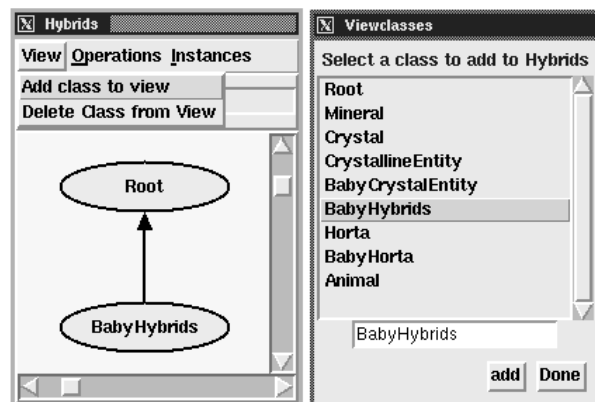 Hybrids
View Operations Instances
Add class to view
Delete Class from View
Root
BabyHybrids
Viewclasses
Select a class to add to Hybrids
Root
Mineral
Crystal
CrystallineEntity
BabyCrystalEntity
BabyHybrids
Horta
BabyHorta
Animal
BabyHybrids
add Done